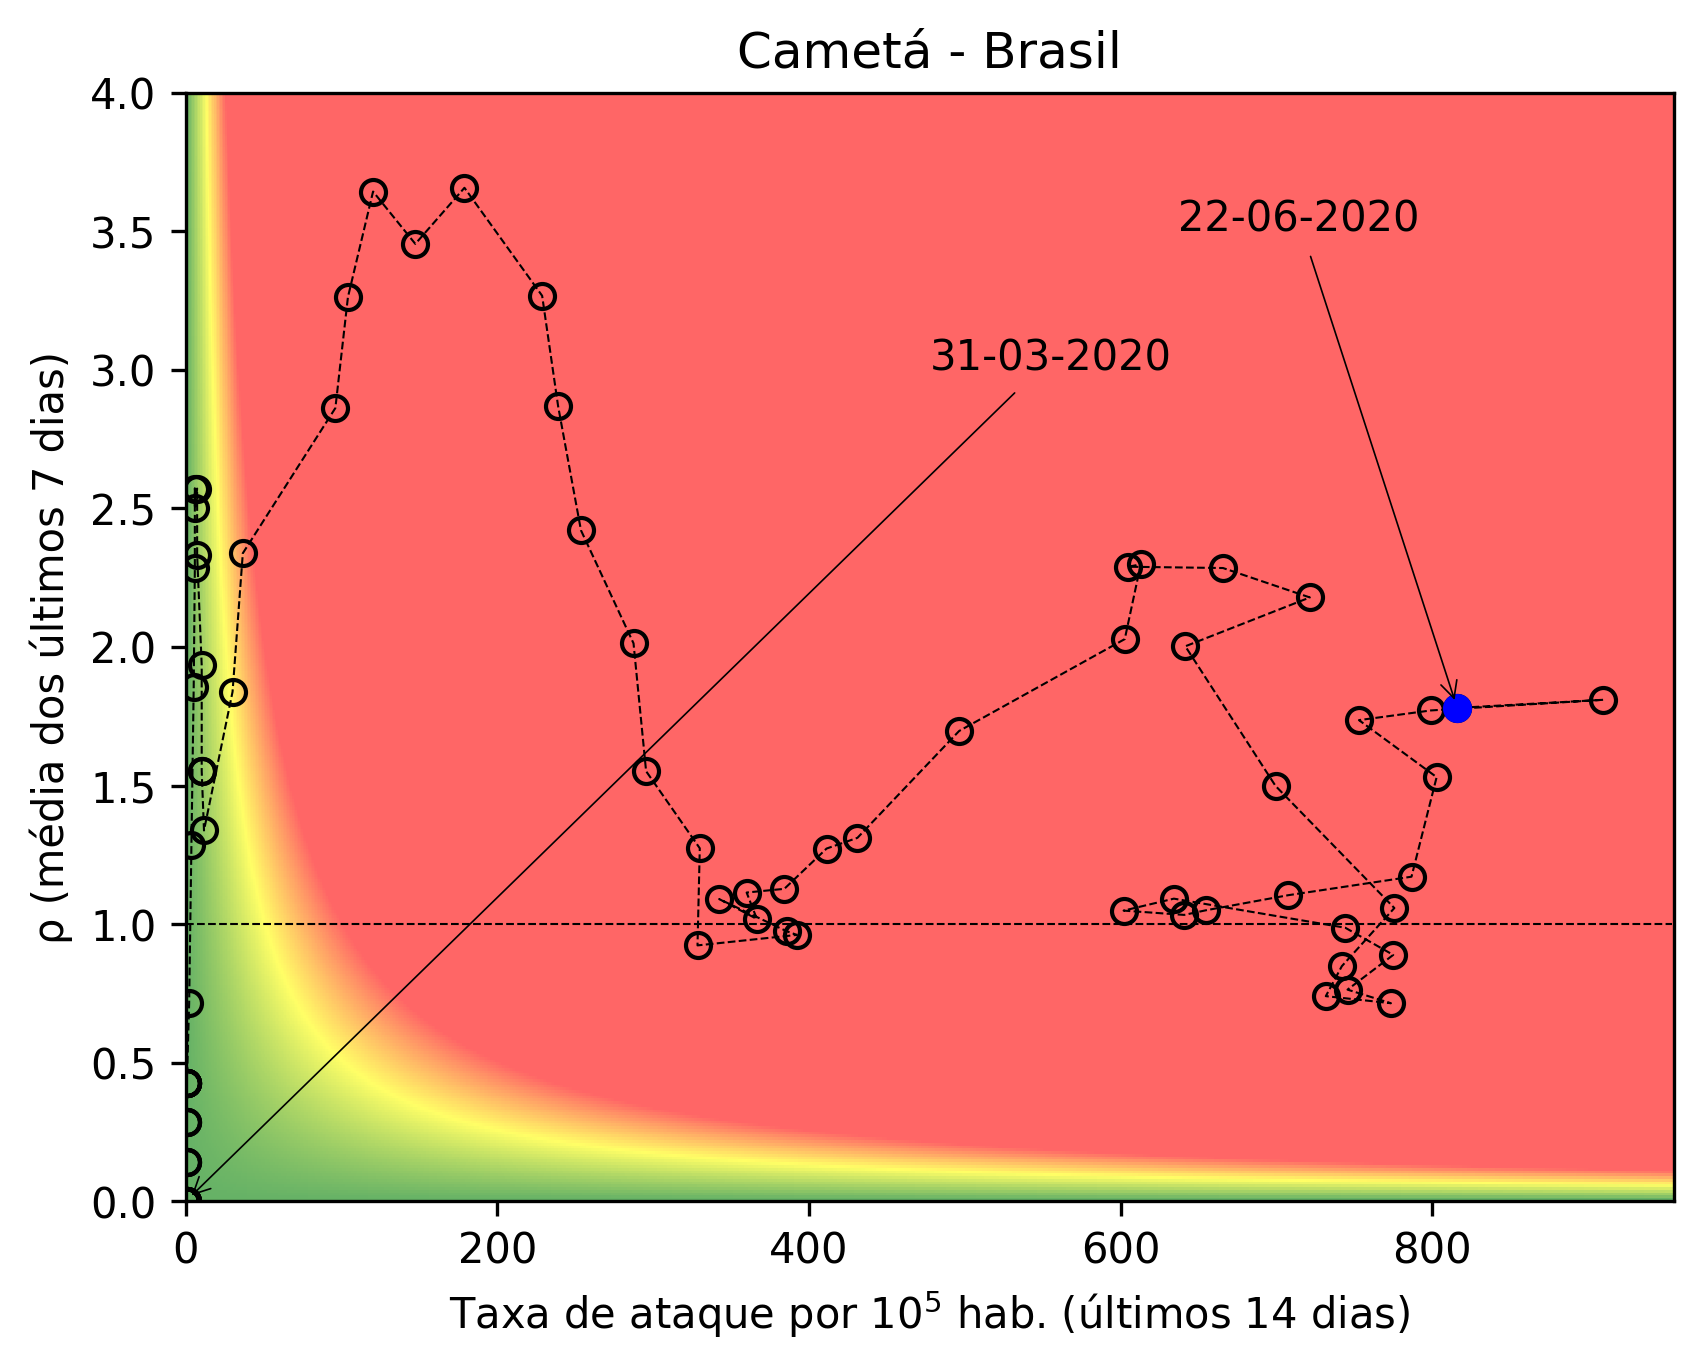 Cametá - Brasil
4.0
3.5
3.0
2.5
2.0
1.5
1.0
0.5
0.0
ρ (média dos últimos 7 dias)
22-06-2020
31-03-2020
0 200 400 600 800
Taxa de ataque por 10⁵ hab. (últimos 14 dias)